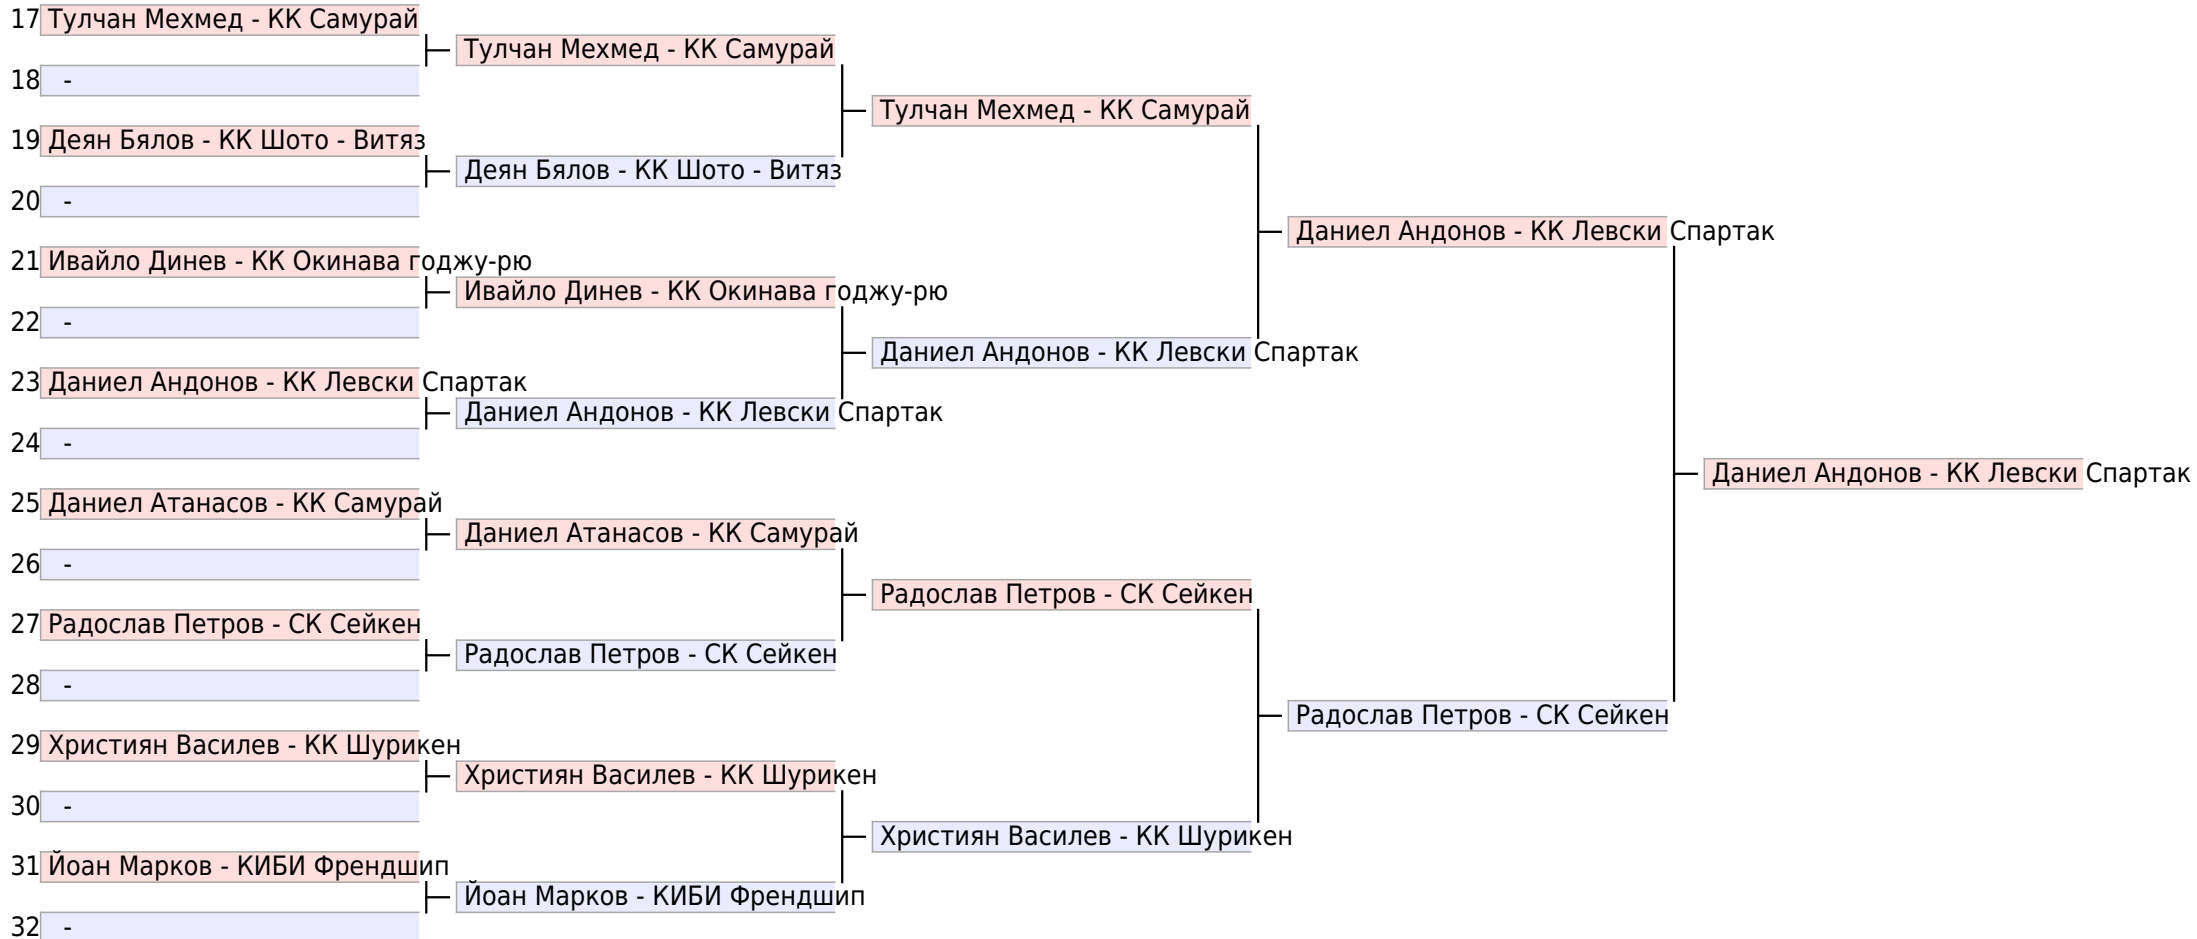 17 Тулчан Мехмед - КК Самурай
Тулчан Мехмед - КК Самурай
18 -
Тулчан Мехмед - КК Самурай
19 Деян Бялов - КК Шото - Витяз
Деян Бялов - КК Шото - Витяз
20 -
Даниел Андонов - КК Левски Спартак
21 Ивайло Динев - КК Окинава годжу-рю
Ивайло Динев - КК Окинава годжу-рю
22 -
Даниел Андонов - КК Левски Спартак
23 Даниел Андонов - КК Левски Спартак
Даниел Андонов - КК Левски Спартак
24 -
Даниел Андонов - КК Левски Спартак
25 Даниел Атанасов - КК Самурай
Даниел Атанасов - КК Самурай
26 -
Радослав Петров - СК Сейкен
27 Радослав Петров - СК Сейкен
Радослав Петров - СК Сейкен
28 -
Радослав Петров - СК Сейкен
29 Християн Василев - КК Шурикен
Християн Василев - КК Шурикен
30 -
Християн Василев - КК Шурикен
31 Йоан Марков - КИБИ Френдшип
Йоан Марков - КИБИ Френдшип
32 -